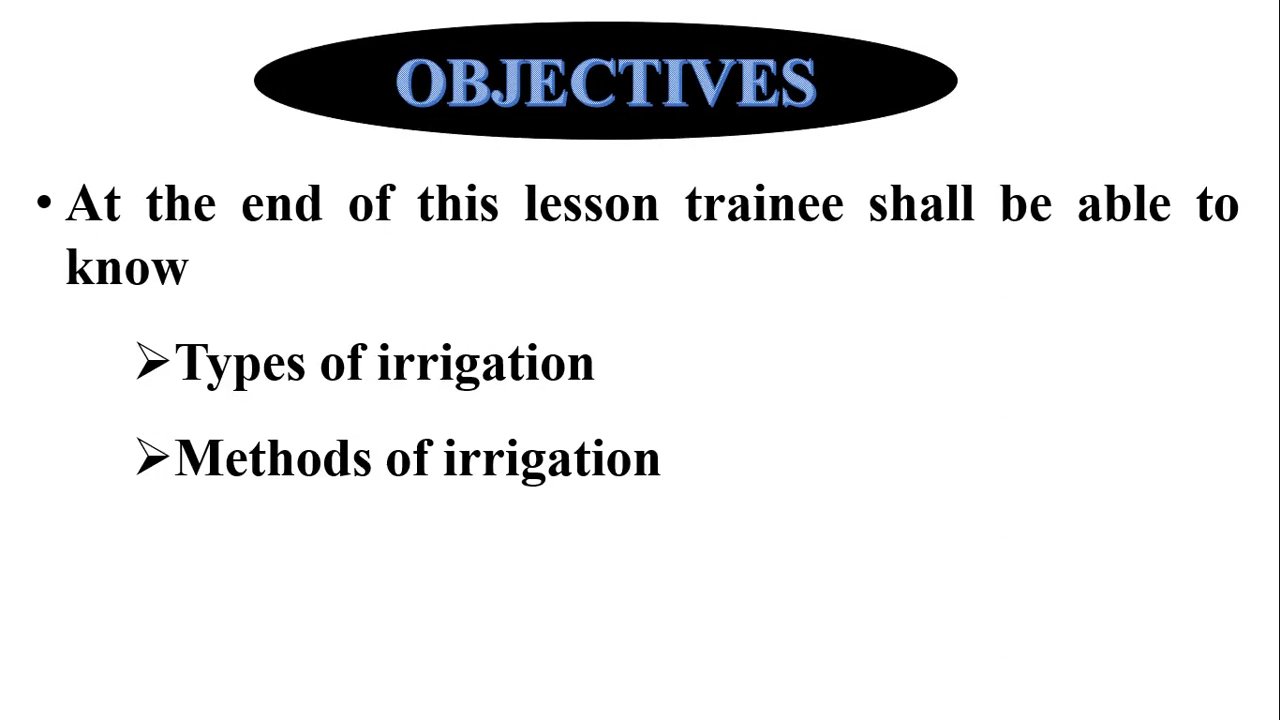 OBJECTIVES
• At the end of this lesson trainee shall be able to
know
➢Types of irrigation
➢Methods of irrigation